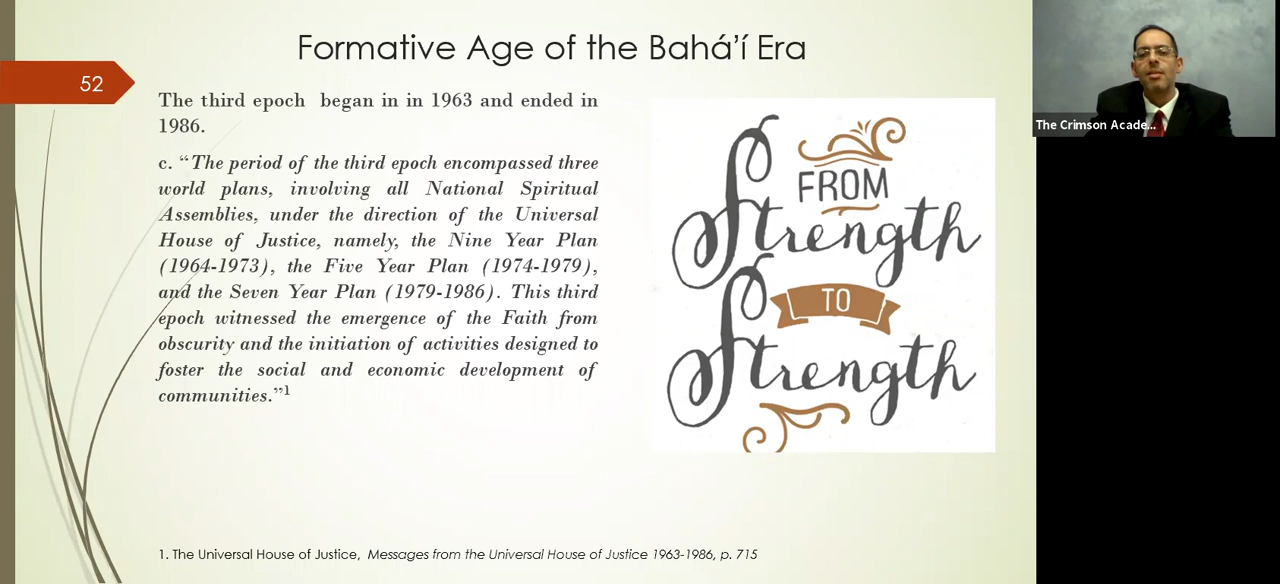 Formative Age of the Bahá’í Era
52
The third epoch began in in 1963 and ended in
1986.
c. “The period of the third epoch encompassed three
world plans, involving all National Spiritual
Assemblies, under the direction of the Universal
House of Justice, namely, the Nine Year Plan
(1964-1973), the Five Year Plan (1974-1979),
and the Seven Year Plan (1979-1986). This third
epoch witnessed the emergence of the Faith from
obscurity and the initiation of activities designed to
foster the social and economic development of
communities.”1
FROM
Strength
TO
Strength
1. The Universal House of Justice, Messages from the Universal House of Justice 1963-1986, p. 715
The Crimson Acade...